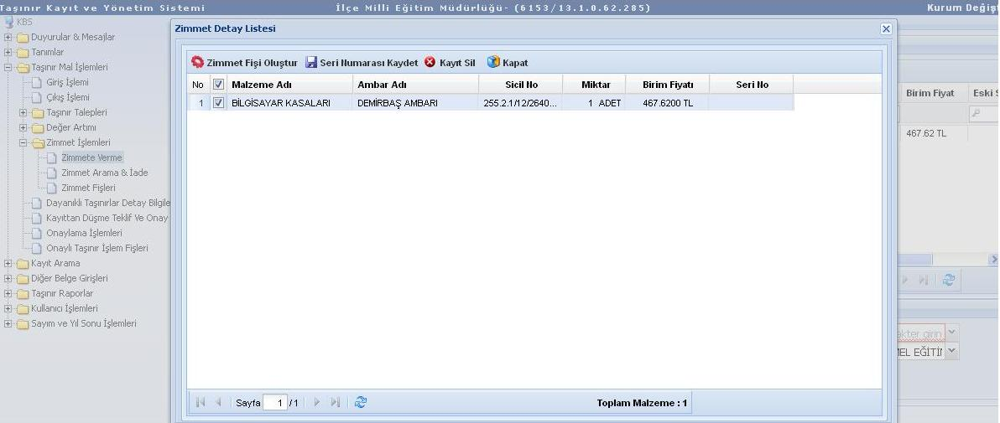 Taşınır Kayıt ve Yönetim Sistemi
İlçe Milli Eğitim Müdürlüğü- (6153/13.1.0.62.285)
Kurum Değişt
KBS
Duyurular & Mesajlar
Tanımlar
Taşınır Mal İşlemleri
Giriş İşlemi
Çıkış İşlemi
Taşınır Talepleri
Değer Artımı
Zimmet İşlemleri
Zimmete Verme
Zimmet Arama & İade
Zimmet Fişleri
Dayanıklı Taşınırlar Detay Bilgile
Kayıttan Düşme Teklif Ve Onay
Onaylama İşlemleri
Onaylı Taşınır İşlem Fişleri
Kayıt Arama
Diğer Belge Girişleri
Taşınır Raporlar
Kullanıcı İşlemleri
Sayım ve Yıl Sonu İşlemleri
Zimmet Detay Listesi
Zimmet Fişi Oluştur Seri Numarası Kaydet Kayıt Sil Kapat
No Malzeme Adı Ambar Adı Sicil No Miktar Birim Fiyatı Seri No
1 BİLGİSAYAR KASALARI DEMİRBAŞ AMBARI 255.2.1/12/2640... 1 ADET 467.6200 TL
Sayfa 1 /1
Toplam Malzeme : 1
Birim Fiyat Eski S
467.62 TL
akter girin
MEL EĞİTİM